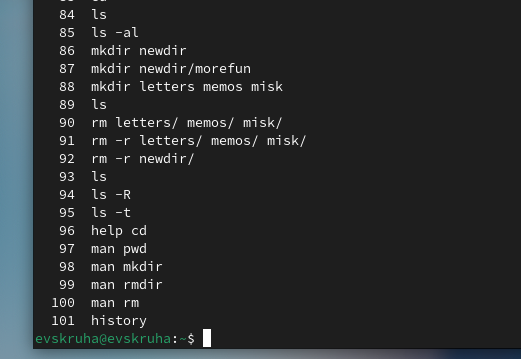 84 ls
85 ls -al
86 mkdir newdir
87 mkdir newdir/morefun
88 mkdir letters memos misk
89 ls
90 rm letters/ memos/ misk/
91 rm -r letters/ memos/ misk/
92 rm -r newdir/
93 ls
94 ls -R
95 ls -t
96 help cd
97 man pwd
98 man mkdir
99 man rmdir
100 man rm
101 history
evskruha@evskruha:~$